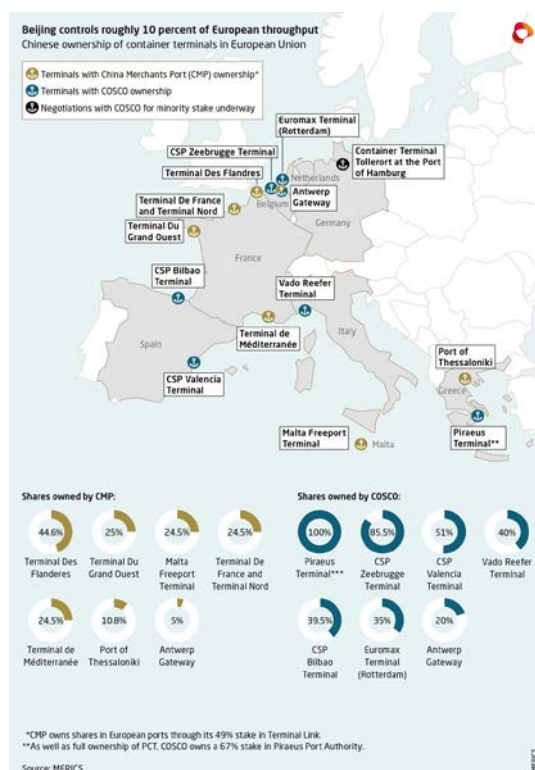 Beijing controls roughly 10 percent of European throughput
Chinese ownership of container terminals in European Union
Terminals with China Merchants Port (CMP) ownership*
Terminals with COSCO ownership
Negotiations with COSCO for minority stake underway
Euromax Terminal
(Rotterdam)
CSP Zeebrugge Terminal
Container Terminal
Tollerort at the Port
of Hamburg
Terminal Des Flandres
Netherlands
Antwerp
Gateway
Belgium
Terminal De France
and Terminal Nord
Germany
Terminal Du
Grand Ouest
France
CSP Bilbao
Terminal
Vado Reefer
Terminal
Terminal de
Méditerranée
Italy
Spain
CSP Valencia
Terminal
Port of
Thessaloniki
Greece
Malta Freeport
Terminal
Malta
Piraeus
Terminal**
Shares owned by CMP:
44.6%
Terminal Des
Flanderes
25%
Terminal Du
Grand Ouest
24.5%
Malta
Freeport
Terminal
24.5%
Terminal De
France and
Terminal Nord
24.5%
Terminal de
Méditerranée
10.8%
Port of
Thessaloniki
5%
Antwerp
Gateway
Shares owned by COSCO:
100%
Piraeus
Terminal***
85.5%
CSP
Zeebrugge
Terminal
51%
CSP
Valencia
Terminal
40%
Vado Reefer
Terminal
39.5%
CSP
Bilbao
Terminal
35%
Euromax
Terminal
(Rotterdam)
20%
Antwerp
Gateway
*CMP owns shares in European ports through its 49% stake in Terminal Link.
**As well as full ownership of PCT, COSCO owns a 67% stake in Piraeus Port Authority.
Source: MERICS
MERICS